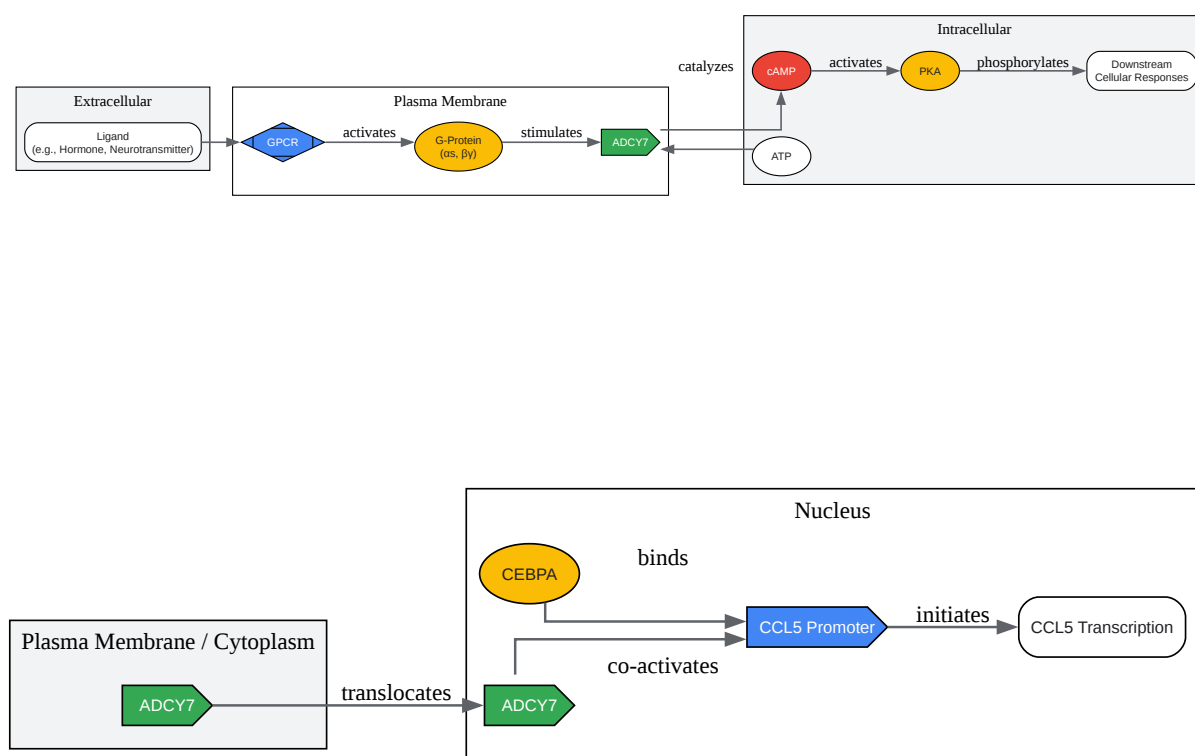 Extracellular
Ligand
(e.g., Hormone, Neurotransmitter)
Plasma Membrane
GPCR
activates
G-Protein
(αs, βγ)
stimulates
ADCY7
catalyzes
Intracellular
cAMP
activates
PKA
phosphorylates
Downstream
Cellular Responses
ATP
Plasma Membrane / Cytoplasm
ADCY7
translocates
Nucleus
CEBPA
binds
ADCY7
co-activates
CCL5 Promoter
initiates
CCL5 Transcription